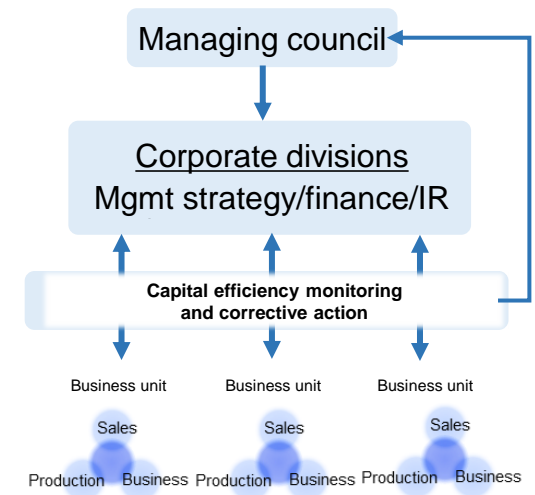 Managing council
Corporate divisions
Mgmt strategy/finance/IR
Capital efficiency monitoring
and corrective action
Business unit Business unit Business unit
Sales Sales Sales
Production Business Production Business Production Business